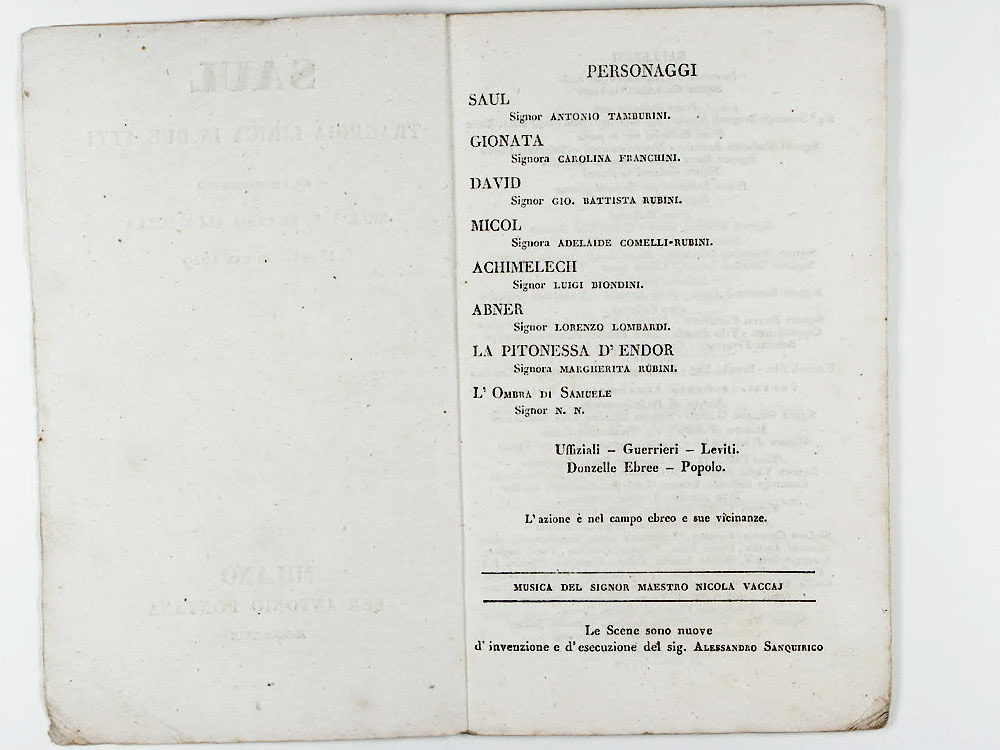 PERSONAGGI
SAUL
Signor ANTONIO TAMBURINI.
GIONATA
Signora CAROLINA FRANCHINI.
DAVID
Signor GIO. BATTISTA RUBINI.
MICOL
Signora ADELAIDE COMELLI-RUBINI.
ACHIMELECH
Signor LUIGI BIONDINI.
ABNER
Signor LORENZO LOMBARDI.
LA PITONESSA D' ENDOR
Signora MARGHERITA RUBINI.
L' OMBRA DI SAMUELE
Signor N. N.
Uffiziali – Guerrieri – Leviti.
Donzelle Ebree – Popolo.
L' azione è nel campo ebreo e sue vicinanze.
MUSICA DEL SIGNOR MAESTRO NICOLA VACCAJ
Le Scene sono nuove
d' invenzione e d' esecuzione del sig. ALESSANDRO SANQUIRICO